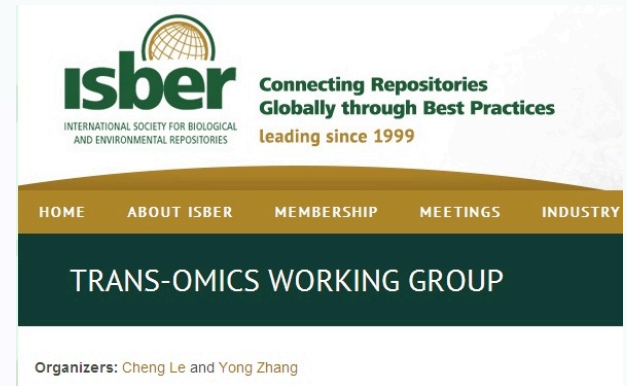 isber
INTERNATIONAL SOCIETY FOR BIOLOGICAL
AND ENVIRONMENTAL REPOSITORIES
Connecting Repositories
Globally through Best Practices
leading since 1999
HOME ABOUT ISBER MEMBERSHIP MEETINGS INDUSTRY
TRANS-OMICS WORKING GROUP
Organizers: Cheng Le and Yong Zhang